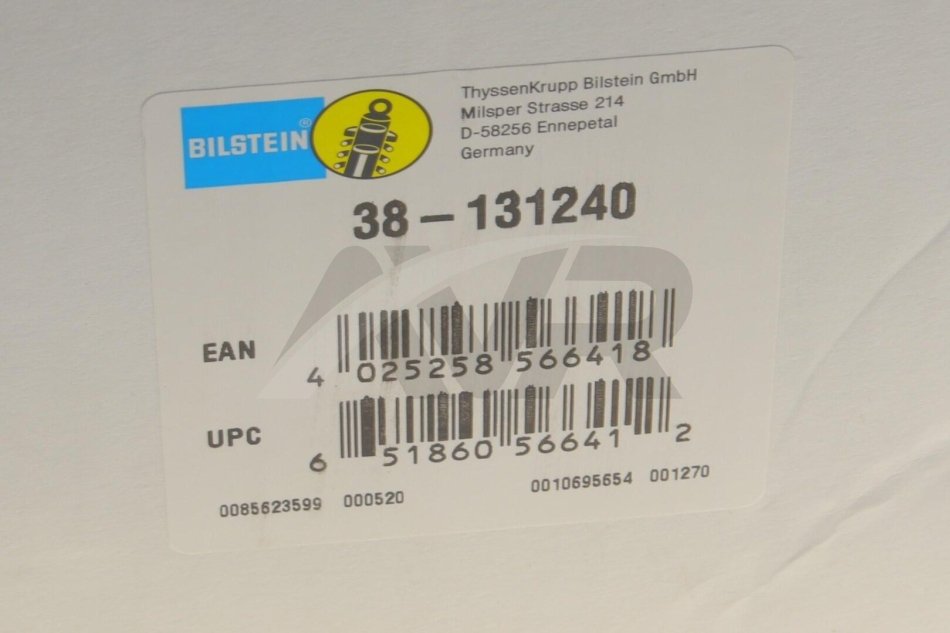 BILSTEIN®
ThyssenKrupp Bilstein GmbH
Milsper Strasse 214
D-58256 Ennepetal
Germany
38-131240
AVR
EAN
4 025258 566418
UPC
6 51860 56641 2
0085623599 000520 0010695654 001270